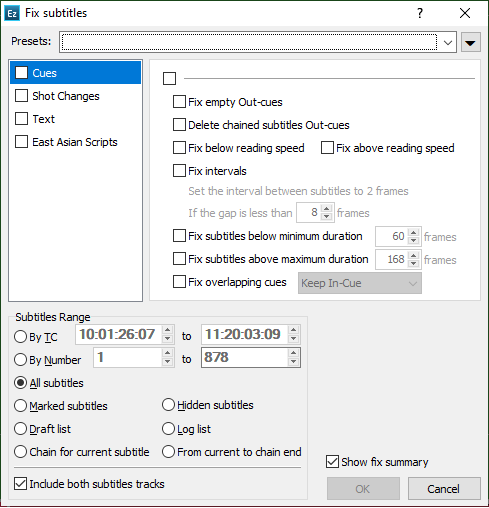 Ez Fix subtitles ?
Presets:
Cues
Shot Changes
Text
East Asian Scripts
Fix empty Out-cues
Delete chained subtitles Out-cues
Fix below reading speed Fix above reading speed
Fix intervals
Set the interval between subtitles to 2 frames
If the gap is less than 8 frames
Fix subtitles below minimum duration 60 frames
Fix subtitles above maximum duration 168 frames
Fix overlapping cues Keep In-Cue
Subtitles Range
By TC 10:01:26:07 to 11:20:03:09
By Number 1 to 878
All subtitles
Marked subtitles Hidden subtitles
Draft list Log list
Chain for current subtitle From current to chain end
Include both subtitles tracks
Show fix summary
OK Cancel